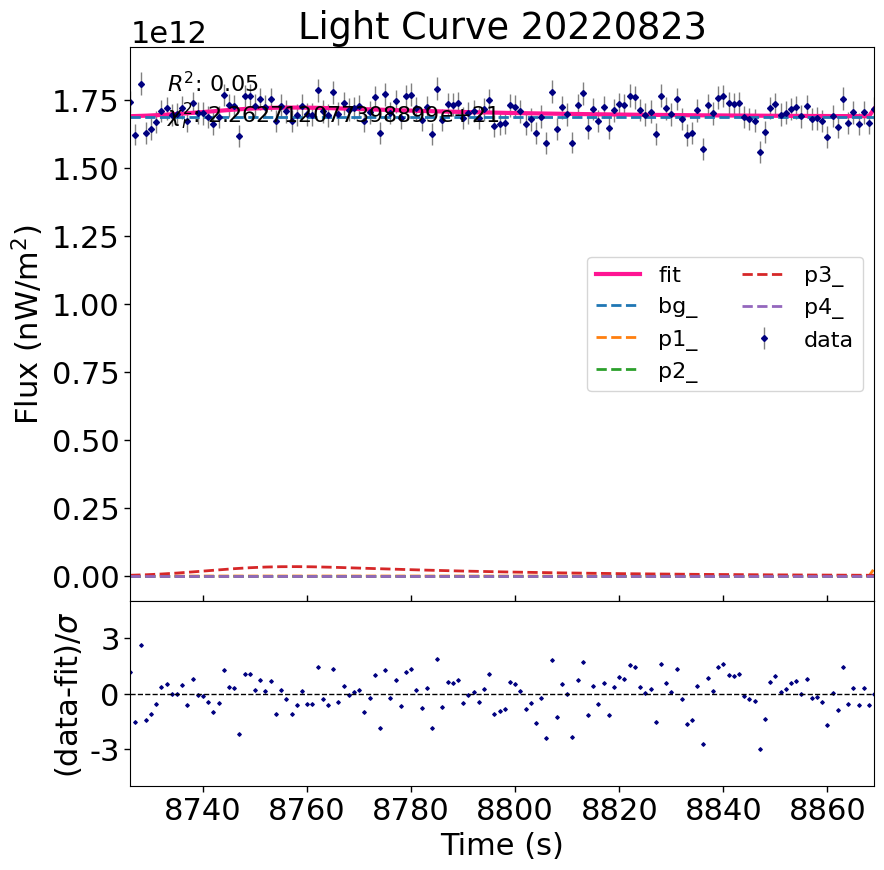 Light Curve 20220823
1e12
R²: 0.05
1.75
1.50
1.25
1.00
0.75
0.50
0.25
0.00
Flux (nW/m²)
fit
bg_
p1_
p2_
p3_
p4_
data
3
0
-3
(data-fit)/σ
8740 8760 8780 8800 8820 8840 8860
Time (s)